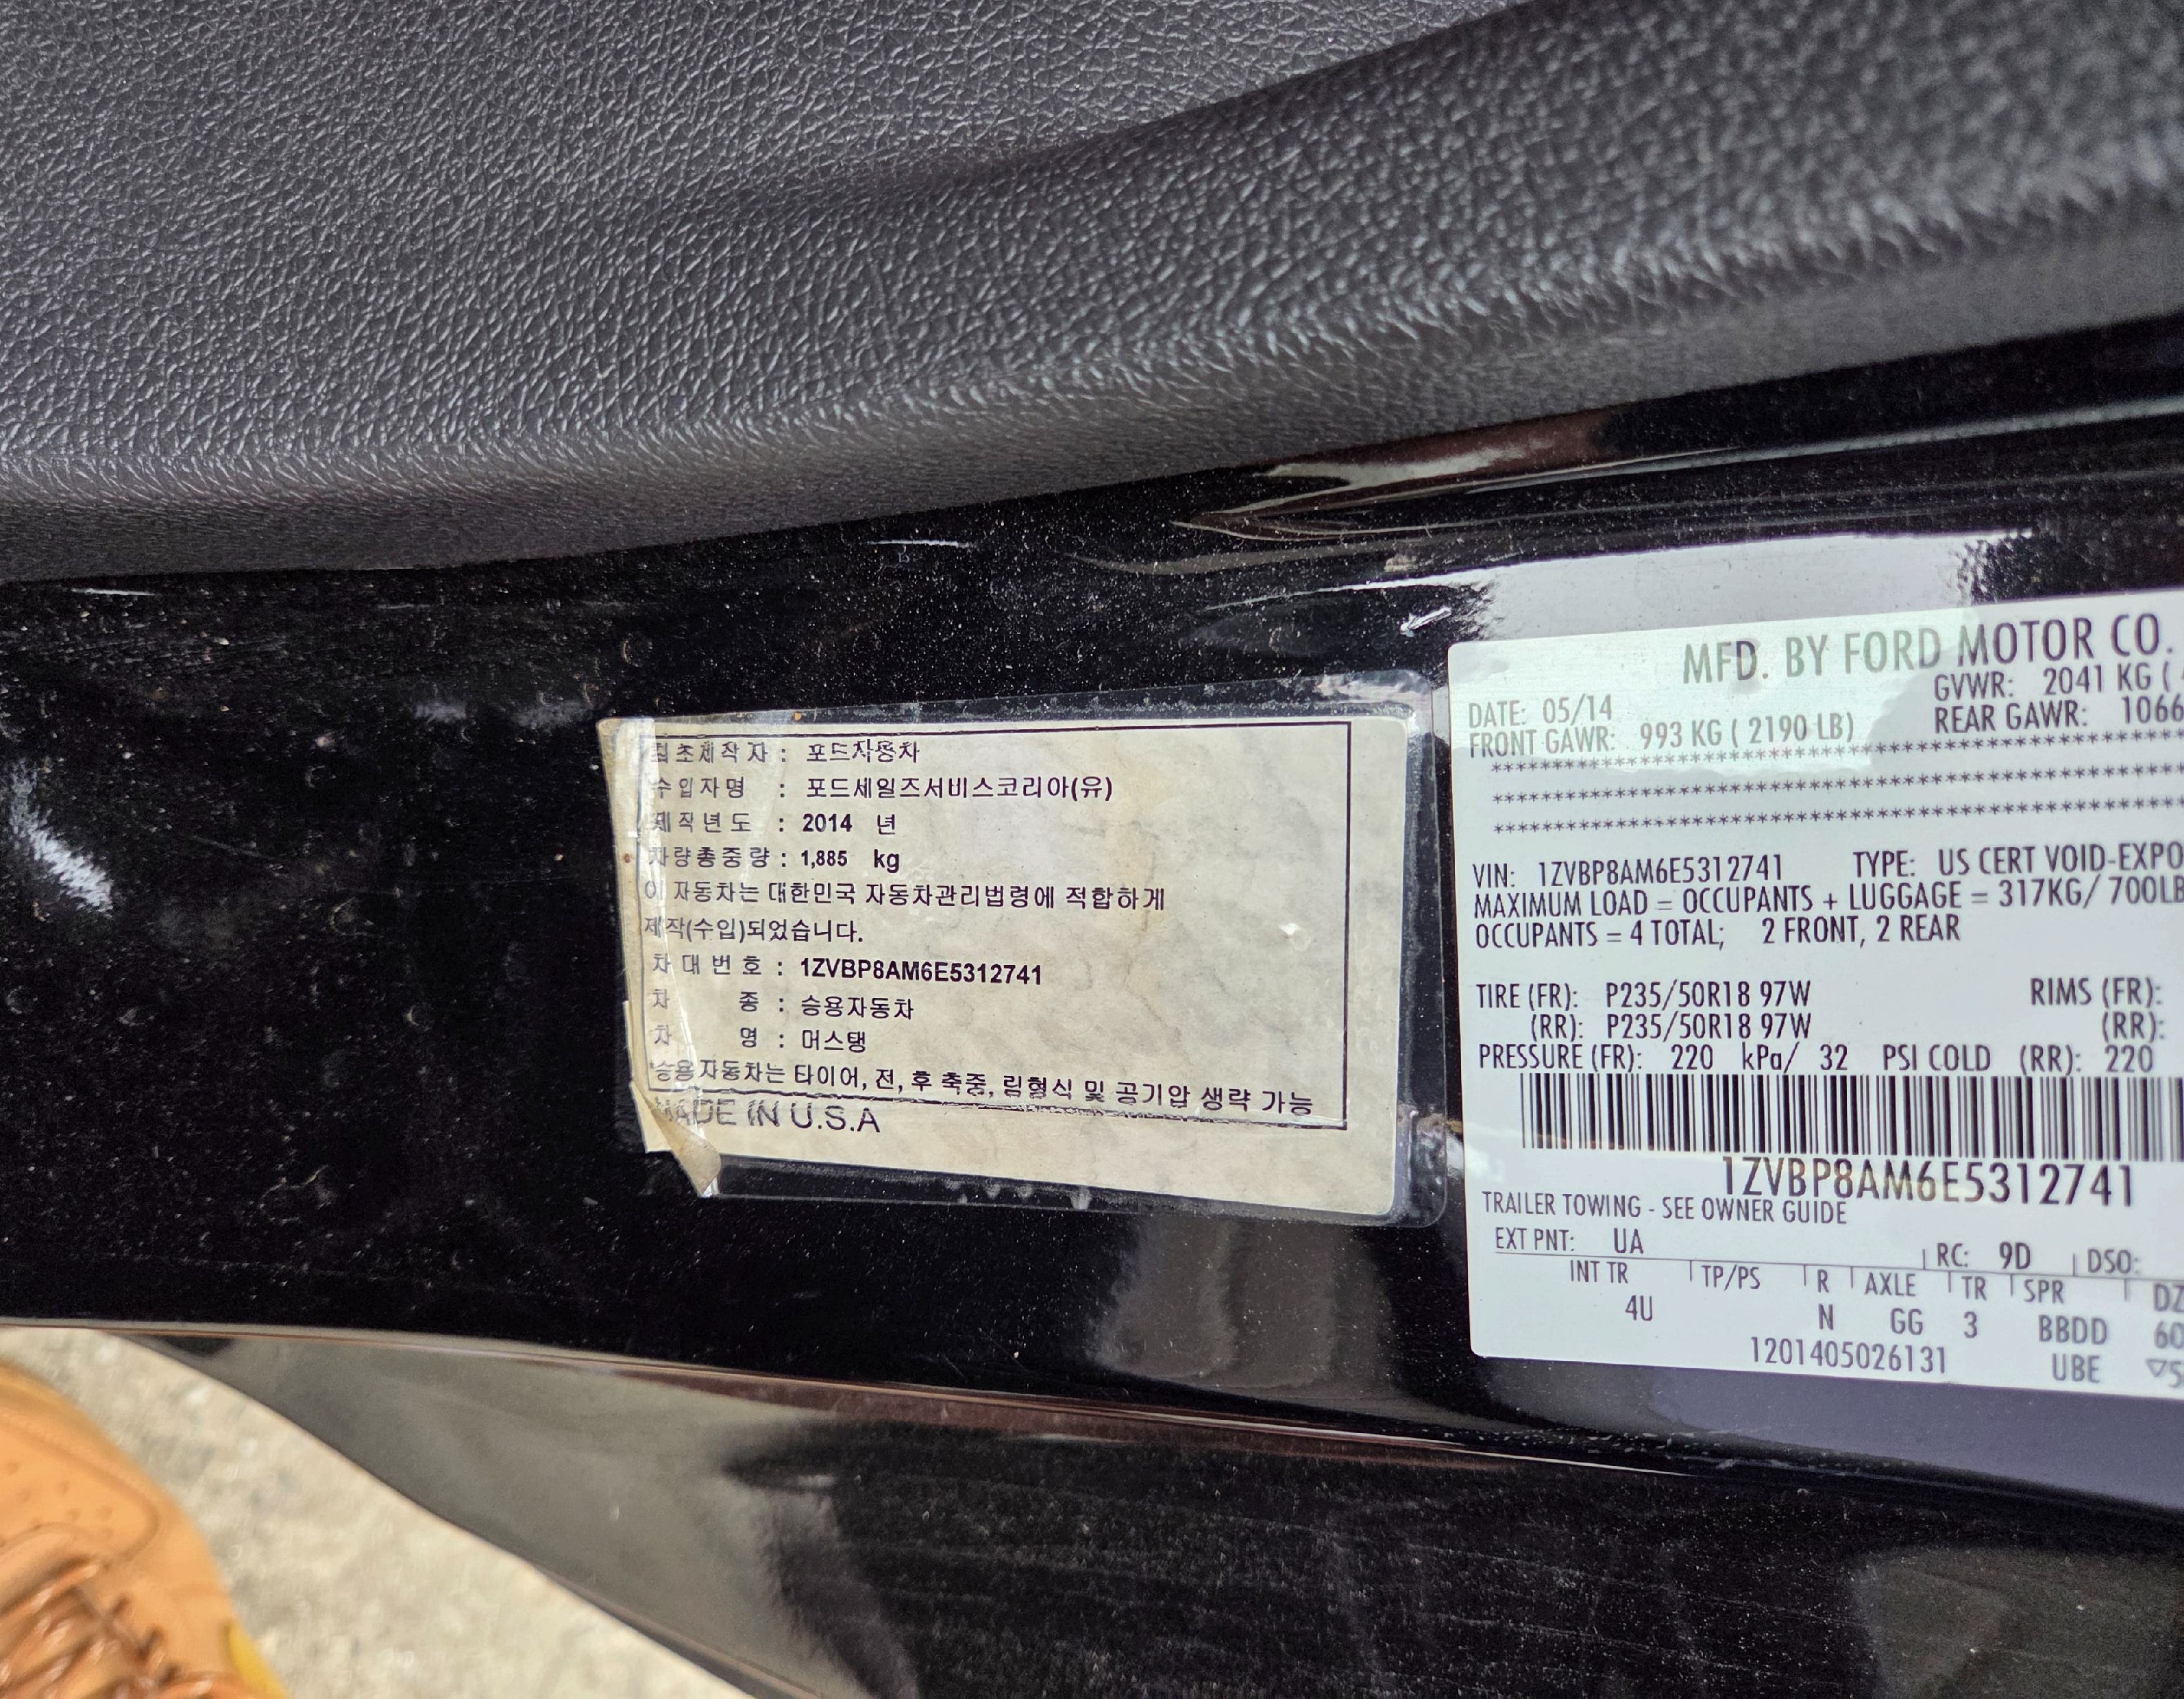 최초제작자 : 포드자동차
수입자명 : 포드세일즈서비스코리아(유)
제작년도 : 2014 년
차량총중량 : 1,885 kg
이 자동차는 대한민국 자동차관리법령에 적합하게
제작(수입)되었습니다.
차대번호 : 1ZVBP8AM6E5312741
차 종 : 승용자동차
차 명 : 머스탱
*승용자동차는 타이어, 전, 후 축중, 림형식 및 공기압 생략 가능
MADE IN U.S.A
MFD. BY FORD MOTOR CO.
DATE: 05/14 GVWR: 2041 KG (
FRONT GAWR: 993 KG ( 2190 LB) REAR GAWR: 1066
VIN: 1ZVBP8AM6E5312741 TYPE: US CERT VOID-EXPO
MAXIMUM LOAD = OCCUPANTS + LUGGAGE = 317KG/ 700LB
OCCUPANTS = 4 TOTAL; 2 FRONT, 2 REAR
TIRE (FR): P235/50R18 97W RIMS (FR):
(RR): P235/50R18 97W (RR):
PRESSURE (FR): 220 kPa/ 32 PSI COLD (RR): 220
1ZVBP8AM6E5312741
TRAILER TOWING - SEE OWNER GUIDE
EXT PNT: UA RC: 9D DSO:
INT TR TP/PS R AXLE TR SPR
4U N GG 3 BBDD
1201405026131 UBE